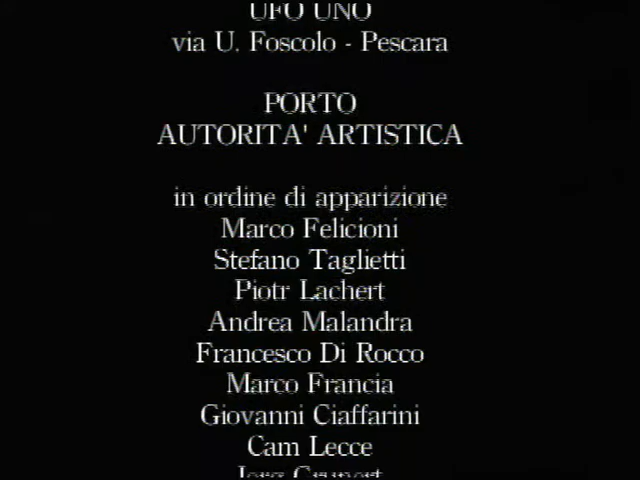 UFO UNO
via U. Foscolo - Pescara
PORTO
AUTORITA' ARTISTICA
in ordine di apparizione
Marco Felicioni
Stefano Taglietti
Piotr Lachert
Andrea Malandra
Francesco Di Rocco
Marco Francia
Giovanni Ciaffarini
Cam Lecce